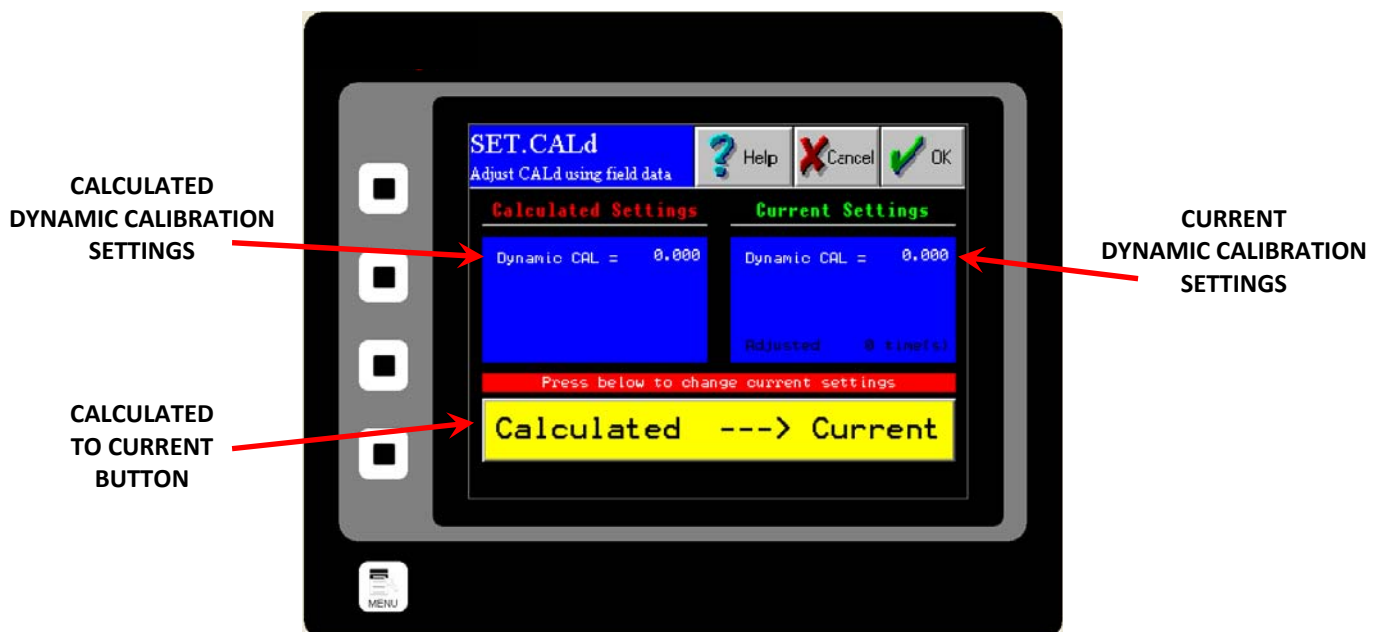 SET.CALd
Adjust CALd using field data
Help
Cancel
OK
Calculated Settings
Current Settings
CALCULATED
DYNAMIC CALIBRATION
SETTINGS
Dynamic CAL = 0.000
Dynamic CAL = 0.000
Adjusted 0 time(s)
CURRENT
DYNAMIC CALIBRATION
SETTINGS
Press below to change current settings
Calculated ---> Current
CALCULATED
TO CURRENT
BUTTON
MENU